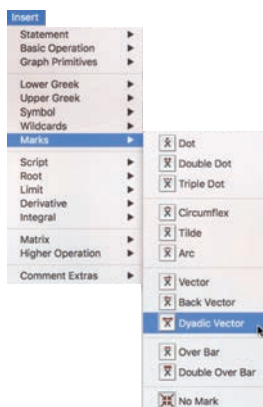 Insert
Statement
Basic Operation
Graph Primitives
Lower Greek
Upper Greek
Symbol
Wildcards
Marks
Script
Root
Limit
Derivative
Integral
Matrix
Higher Operation
Comment Extras
Dot
Double Dot
Triple Dot
Circumflex
Tilde
Arc
Vector
Back Vector
Dyadic Vector
Over Bar
Double Over Bar
No Mark